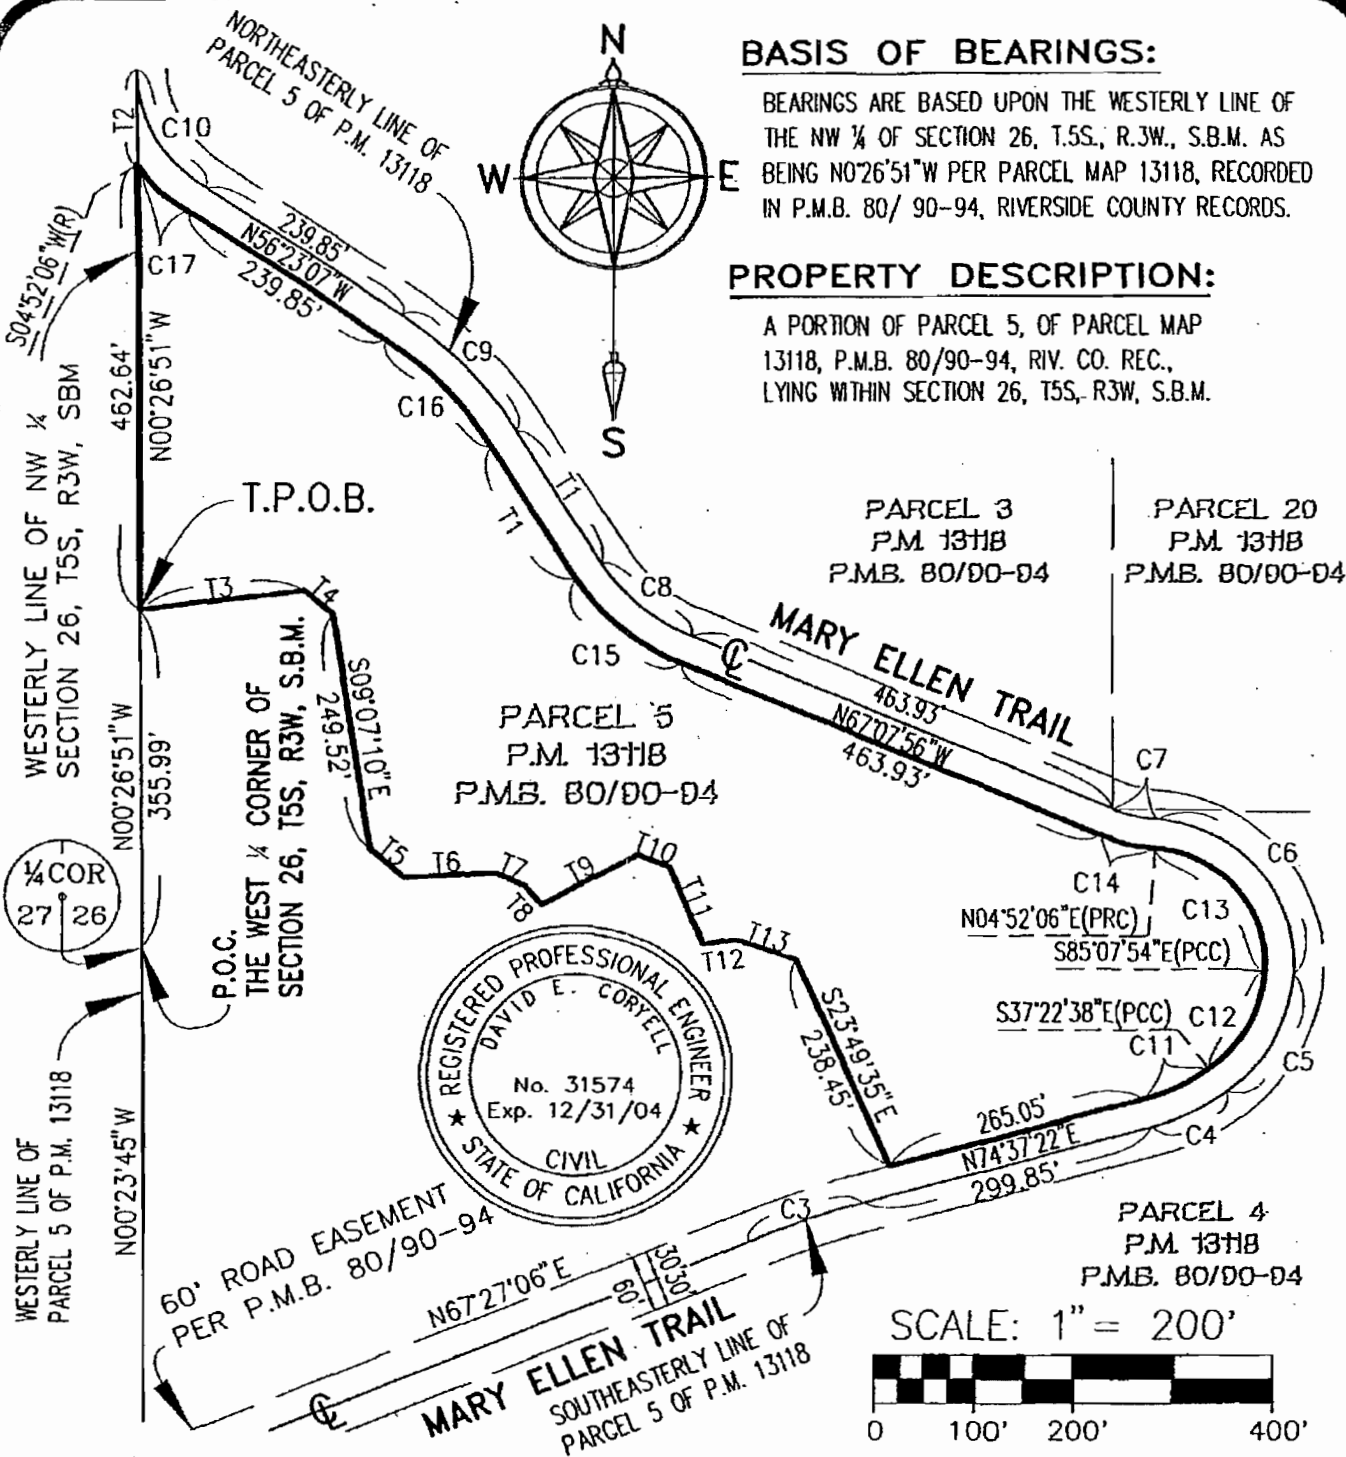 NORTHEASTERLY LINE OF
PARCEL 5 OF P.M. 13118
N
W
E
S
BASIS OF BEARINGS:
BEARINGS ARE BASED UPON THE WESTERLY LINE OF
THE NW ¼ OF SECTION 26, T.5S., R.3W., S.B.M. AS
BEING N0°26'51"W PER PARCEL MAP 13118, RECORDED
IN P.M.B. 80/ 90-94, RIVERSIDE COUNTY RECORDS.
PROPERTY DESCRIPTION:
A PORTION OF PARCEL 5, OF PARCEL MAP
13118, P.M.B. 80/90-94, RIV. CO. REC.,
LYING WITHIN SECTION 26, T5S, R3W, S.B.M.
T2
C10
S04°52'06"W(R)
C17
239.85'
N56°23'07"W
239.85'
C9
C16
462.64'
N00°26'51"W
WESTERLY LINE OF NW ¼
SECTION 26, T5S, R3W, SBM
T.P.O.B.
T1
T1
PARCEL 3
P.M. 13118
P.M.B. 80/90-94
PARCEL 20
P.M. 13118
P.M.B. 80/90-94
T3
T4
C8
C15
MARY ELLEN TRAIL
℄
463.93'
N67°07'56"W
463.93'
S09°07'10"E
249.52'
PARCEL 5
P.M. 13118
P.M.B. 80/90-94
N00°26'51"W
355.99'
P.O.C.
THE WEST ¼ CORNER OF
SECTION 26, T5S, R3W, S.B.M.
¼ COR
27 26
C7
C6
C14
C13
N04°52'06"E(PRC)
S85°07'54"E(PCC)
S37°22'38"E(PCC)
C12
C11
C5
C4
T5
T6
T7
T8
T9
T10
T11
T12
T13
S23°49'35"E
238.45'
REGISTERED PROFESSIONAL ENGINEER
DAVID E. CORYELL
No. 31574
Exp. 12/31/04
CIVIL
STATE OF CALIFORNIA
265.05'
N74°37'22"E
299.85'
C3
WESTERLY LINE OF
PARCEL 5 OF P.M. 13118
N00°23'45"W
60' ROAD EASEMENT
PER P.M.B. 80/90-94
N67°27'06"E
30'30'
60'
℄
MARY ELLEN TRAIL
SOUTHEASTERLY LINE OF
PARCEL 5 OF P.M. 13118
PARCEL 4
P.M. 13118
P.M.B. 80/90-94
SCALE: 1"= 200'
0 100' 200' 400'